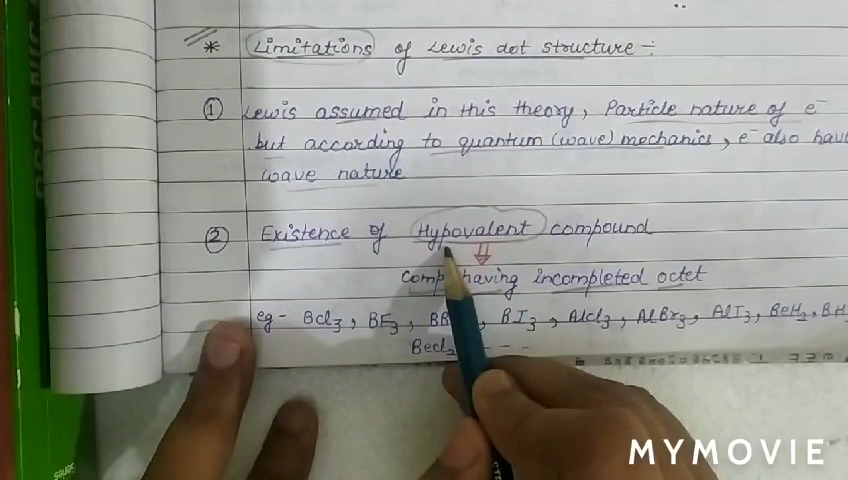 * Limitations of Lewis dot structure :-
① Lewis assumed in this theory, Particle nature of e⁻
but according to quantum (wave) mechanics, e⁻ also have
wave nature
② Existence of Hypovalent compound
Comp having incompleted octet
eg- BCl₃, BF₃, BB , BI₃, AlCl₃, AlBr₃, AlI₃, BeH₂, BH
BeCl₂ - - -
MYMOVIE